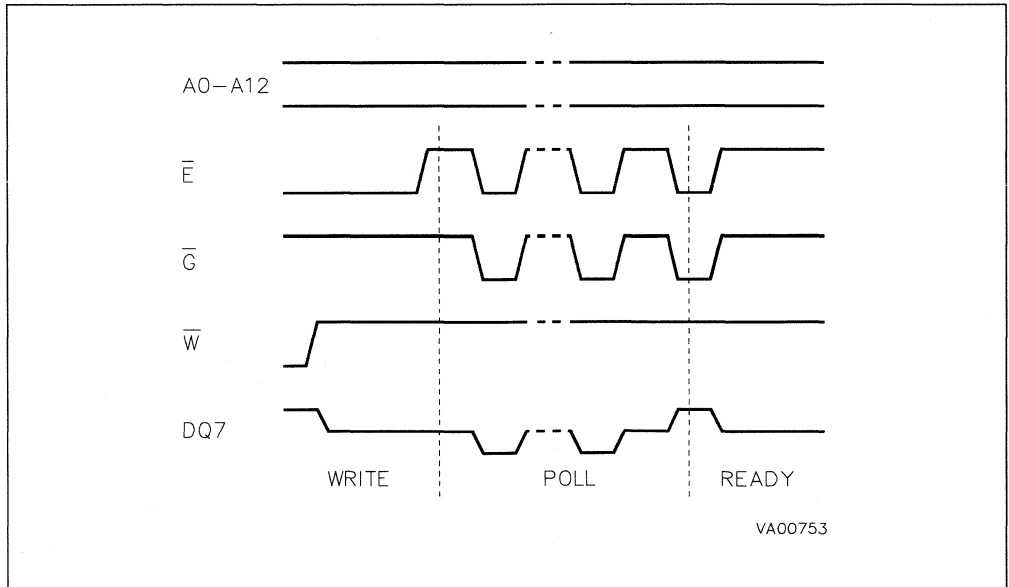 A0–A12
E̅
G̅
W̅
DQ7
WRITE POLL READY
VA00753